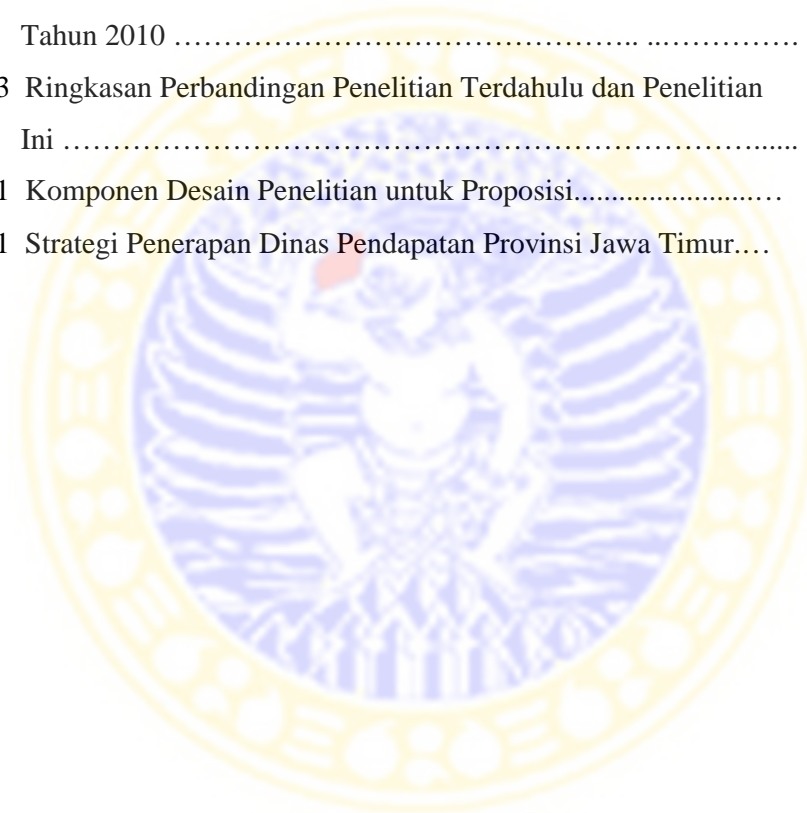 Tahun 2010 ……………………………………….. ..………….
3 Ringkasan Perbandingan Penelitian Terdahulu dan Penelitian
Ini ……………………………………………………………......
1 Komponen Desain Penelitian untuk Proposisi.......................…
1 Strategi Penerapan Dinas Pendapatan Provinsi Jawa Timur.…